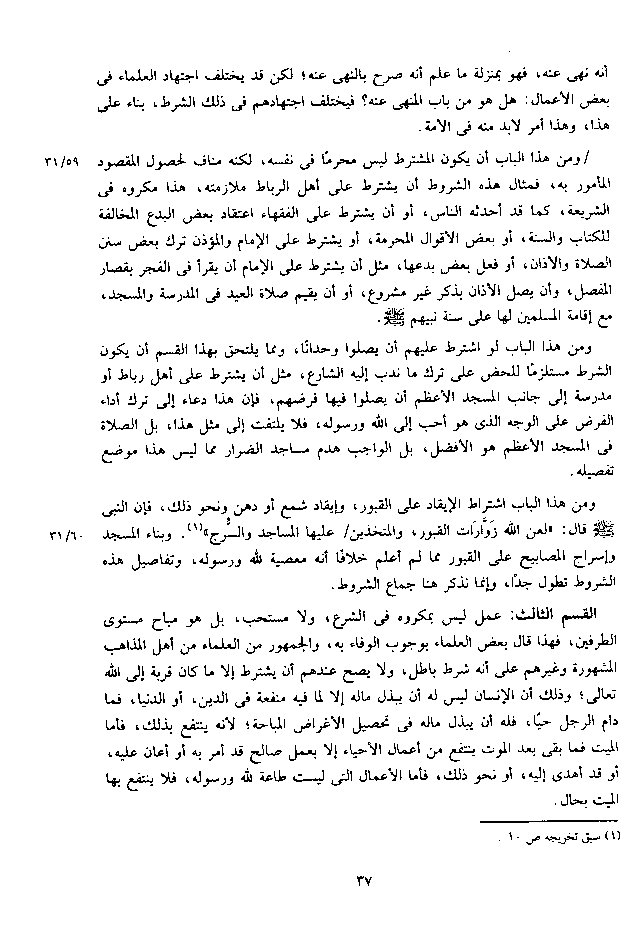 أنه نهى عنه، فهو بمنزلة ما علم أنه صرح بالنهى عنه؛ لكن قد يختلف اجتهاد العلماء فى
بعض الأعمال: هل هو من باب المنهى عنه؟ فيختلف اجتهادهم فى ذلك الشرط، بناء على
هذا، وهذا أمر لابد منه فى الأمة.
/ ومن هذا الباب أن يكون المشترط ليس محرمًا فى نفسه، لكنه مناف لحصول المقصود ٣١/٥٩
المأمور به، فمثال هذه الشروط أن يشترط على أهل الرباط ملازمته، هذا مكروه فى
الشريعة، كما قد أحدثه الناس، أو أن يشترط على الفقهاء اعتقاد بعض البدع المخالفة
للكتاب والسنة، أو بعض الأقوال المحرمة، أو يشترط على الإمام والمؤذن ترك بعض سنن
الصلاة والأذان، أو فعل بعض بدعها، مثل أن يشترط على الإمام أن يقرأ فى الفجر بقصار
المفصل، وأن يصل الأذان بذكر غير مشروع، أو أن يقيم صلاة العيد فى المدرسة والمسجد،
مع إقامة المسلمين لها على سنة نبيهم ﷺ.
ومن هذا الباب لو اشترط عليهم أن يصلوا وحدانًا، ومما يلتحق بهذا القسم أن يكون
الشرط مستلزمًا للحض على ترك ما ندب إليه الشارع، مثل أن يشترط على أهل رباط أو
مدرسة إلى جانب المسجد الأعظم أن يصلوا فيها فرضهم، فإن هذا دعاء إلى ترك أداء
الفرض على الوجه الذى هو أحب إلى الله ورسوله، فلا يلتفت إلى مثل هذا، بل الصلاة
فى المسجد الأعظم هو الأفضل، بل الواجب هدم مساجد الضرار مما ليس هذا موضع
تفصيله.
ومن هذا الباب اشتراط الإيقاد على القبور، وإيقاد شمع أو دهن ونحو ذلك، فإن النبى
ﷺ قال: «لعن الله زَوَّارَات القبور، والمتخذين/ عليها المساجد والسُّرج»(١). وبناء المسجد ٣١/٦٠
وإسراج المصابيح على القبور مما لم أعلم خلافًا أنه معصية لله ورسوله، وتفاصيل هذه
الشروط تطول جدًا، وإنما نذكر هنا جماع الشروط.
القسم الثالث: عمل ليس بمكروه فى الشرع، ولا مستحب، بل هو مباح مستوى
الطرفين، فهذا قال بعض العلماء بوجوب الوفاء به، والجمهور من العلماء من أهل المذاهب
المشهورة وغيرهم على أنه شرط باطل، ولا يصح عندهم أن يشترط إلا ما كان قربة إلى الله
تعالى؛ وذلك أن الإنسان ليس له أن يبذل ماله إلا لما فيه منفعة فى الدين، أو الدنيا، فما
دام الرجل حيًا، فله أن يبذل ماله فى تحصيل الأغراض المباحة؛ لأنه ينتفع بذلك، فأما
الميت فما بقى بعد الموت ينتفع من أعمال الأحياء إلا بعمل صالح قد أمر به أو أعان عليه،
أو قد أهدى إليه، أو نحو ذلك، فأما الأعمال التى ليست طاعة لله ورسوله، فلا ينتفع بها
الميت بحال.
(١) سبق تخريجه ص ١٠ .
٣٧